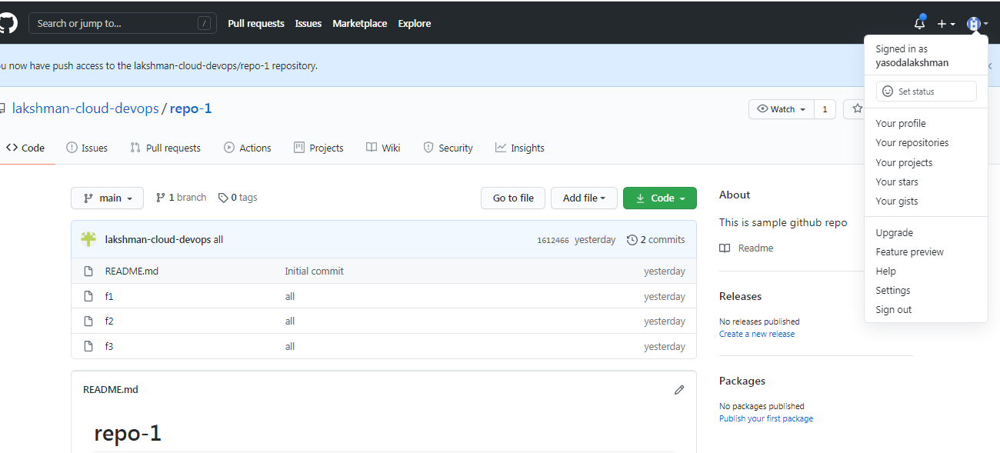 Search or jump to... /
Pull requests
Issues
Marketplace
Explore
Signed in as
yasodalakshman
Set status
Your profile
Your repositories
Your projects
Your stars
Your gists
Upgrade
Feature preview
Help
Settings
Sign out
u now have push access to the lakshman-cloud-devops/repo-1 repository.
lakshman-cloud-devops / repo-1
Watch 1
Code
Issues
Pull requests
Actions
Projects
Wiki
Security
Insights
main
1 branch
0 tags
Go to file
Add file
Code
lakshman-cloud-devops all 1612466 yesterday 2 commits
README.md Initial commit yesterday
f1 all yesterday
f2 all yesterday
f3 all yesterday
README.md
repo-1
About
This is sample github repo
Readme
Releases
No releases published
Create a new release
Packages
No packages published
Publish your first package